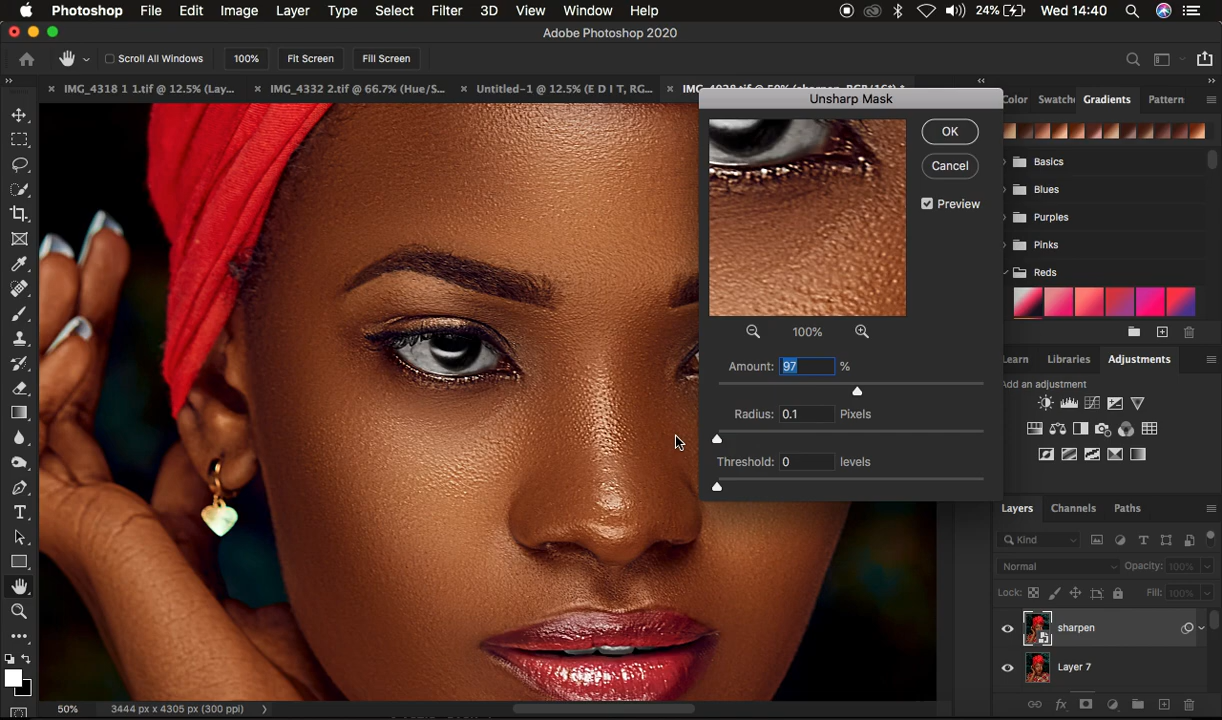 Photoshop File Edit Image Layer Type Select Filter 3D View Window Help 24% Wed 14:40
Adobe Photoshop 2020
Scroll All Windows 100% Fit Screen Fill Screen
IMG_4318 1 1.tif @ 12.5% (Lay... IMG_4332 2.tif @ 66.7% (Hue/S... Untitled-1 @ 12.5% (E D I T, RG...
Unsharp Mask
OK
Cancel
Preview
100%
Amount: 97 %
Radius: 0.1 Pixels
Threshold: 0 levels
Color Swatche Gradients Pattern
Basics
Blues
Purples
Pinks
Reds
Learn Libraries Adjustments
Add an adjustment
Layers Channels Paths
Kind
Normal Opacity: 100%
Lock: Fill: 100%
sharpen
Layer 7
50% 3444 px x 4305 px (300 ppi)